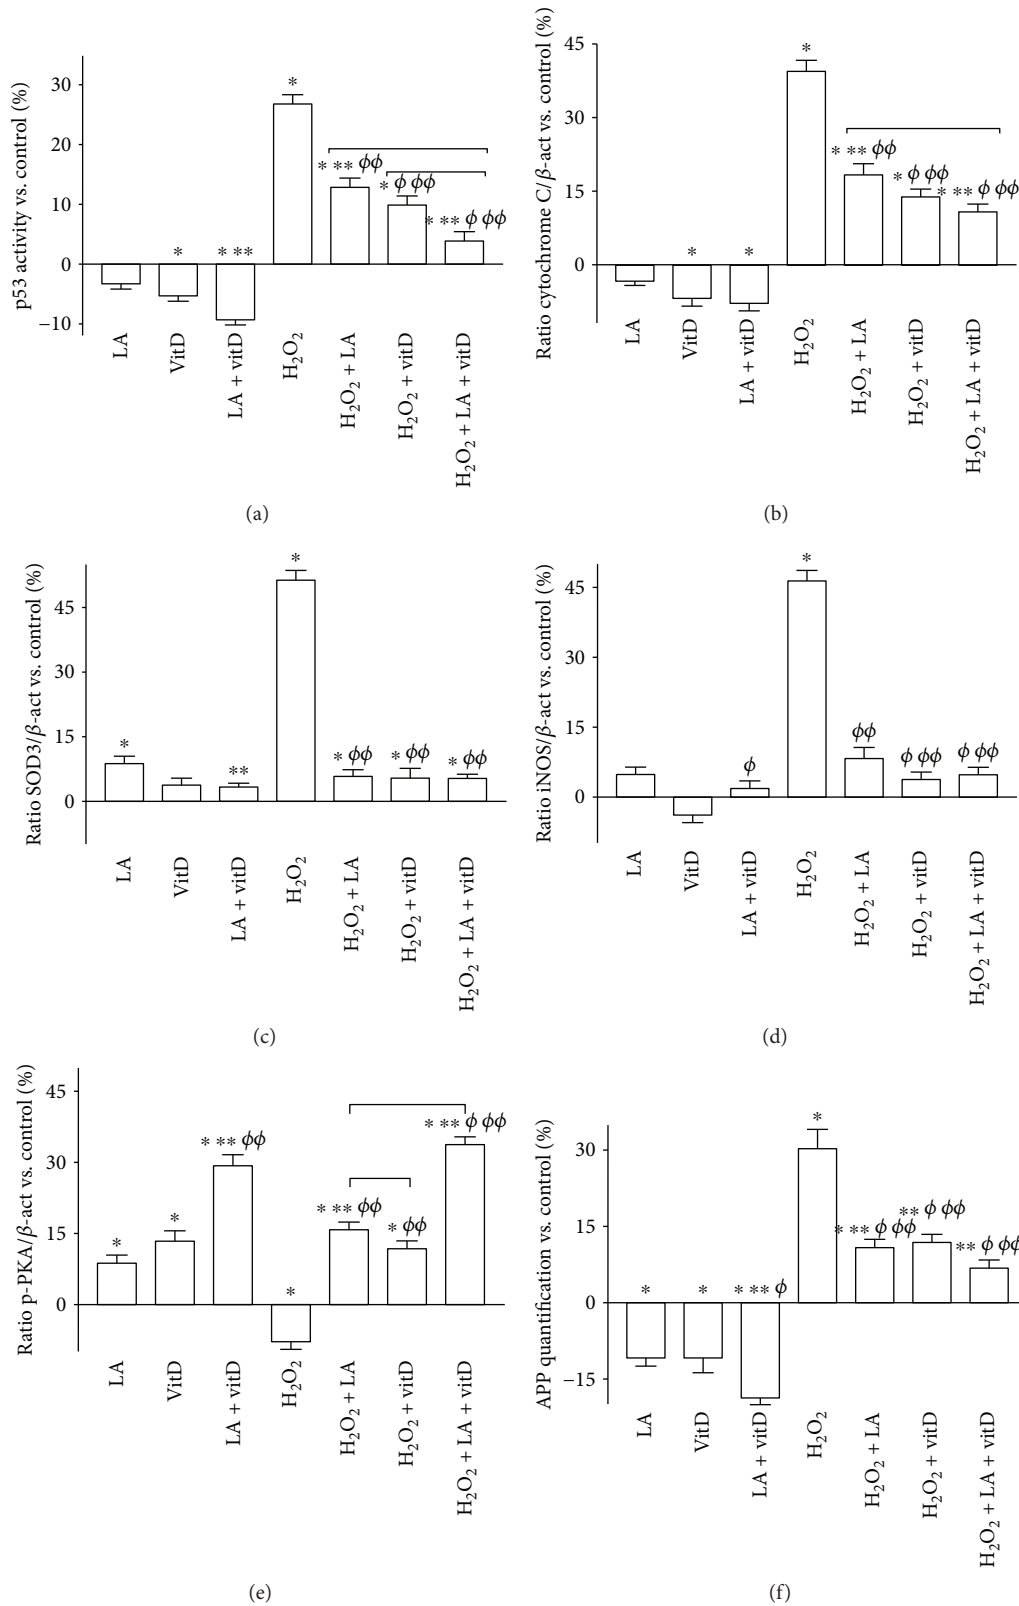 p53 activity vs. control (%)
30
20
10
0
−10
*
* **
*
* ** ϕϕ
* ϕ ϕϕ
* ** ϕ ϕϕ
LA
VitD
LA + vitD
H₂O₂
H₂O₂ + LA
H₂O₂ + vitD
H₂O₂ + LA + vitD
(a)
Ratio cytochrome C/β-act vs. control (%)
45
30
15
0
*
*
*
* ** ϕϕ
* ϕ ϕϕ
* ** ϕ ϕϕ
LA
VitD
LA + vitD
H₂O₂
H₂O₂ + LA
H₂O₂ + vitD
H₂O₂ + LA + vitD
(b)
Ratio SOD3/β-act vs. control (%)
45
30
15
0
*
**
*
* ϕϕ
* ϕϕ
* ϕϕ
LA
VitD
LA + vitD
H₂O₂
H₂O₂ + LA
H₂O₂ + vitD
H₂O₂ + LA + vitD
(c)
Ratio iNOS/β-act vs. control (%)
45
30
15
0
ϕ
*
ϕϕ
ϕ ϕϕ
ϕ ϕϕ
LA
VitD
LA + vitD
H₂O₂
H₂O₂ + LA
H₂O₂ + vitD
H₂O₂ + LA + vitD
(d)
Ratio p-PKA/β-act vs. control (%)
45
30
15
0
*
*
* ** ϕϕ
*
* ** ϕϕ
* ϕϕ
* ** ϕ ϕϕ
LA
VitD
LA + vitD
H₂O₂
H₂O₂ + LA
H₂O₂ + vitD
H₂O₂ + LA + vitD
(e)
APP quantification vs. control (%)
30
15
0
−15
*
*
* ** ϕ
*
* ** ϕ ϕϕ
** ϕ ϕϕ
** ϕ ϕϕ
LA
VitD
LA + vitD
H₂O₂
H₂O₂ + LA
H₂O₂ + vitD
H₂O₂ + LA + vitD
(f)